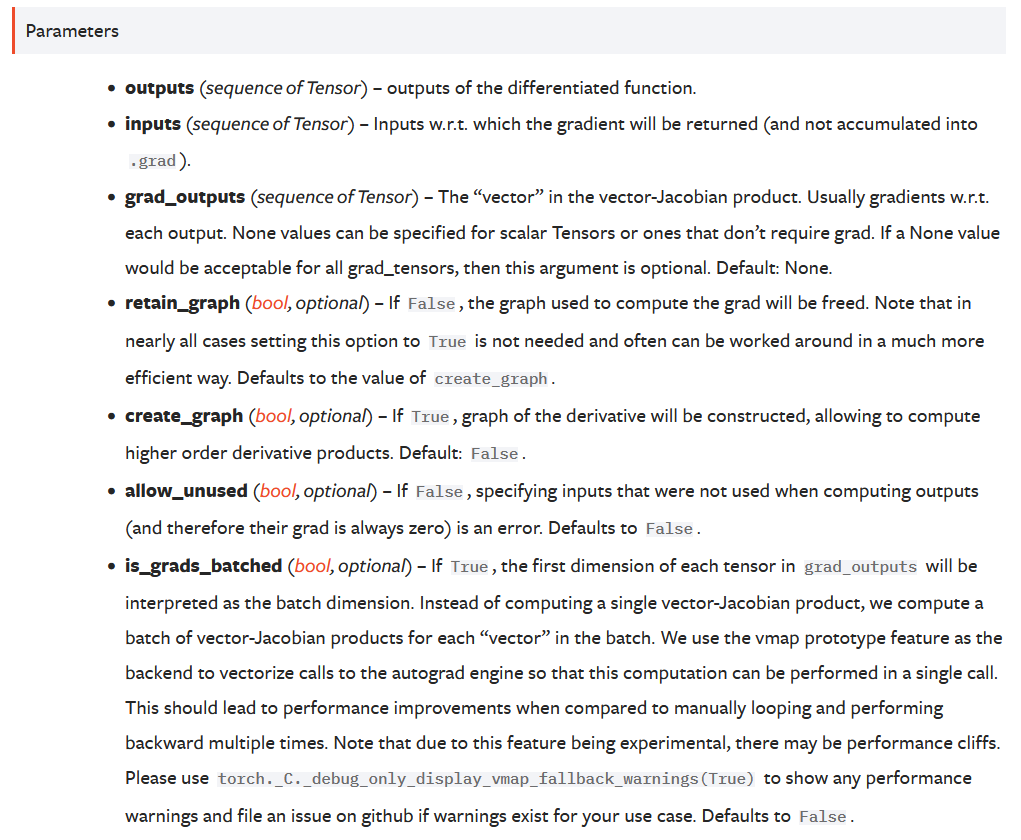 Parameters
• outputs (sequence of Tensor) – outputs of the differentiated function.
• inputs (sequence of Tensor) – Inputs w.r.t. which the gradient will be returned (and not accumulated into
.grad).
• grad_outputs (sequence of Tensor) – The “vector” in the vector-Jacobian product. Usually gradients w.r.t.
each output. None values can be specified for scalar Tensors or ones that don’t require grad. If a None value
would be acceptable for all grad_tensors, then this argument is optional. Default: None.
• retain_graph (bool, optional) – If False, the graph used to compute the grad will be freed. Note that in
nearly all cases setting this option to True is not needed and often can be worked around in a much more
efficient way. Defaults to the value of create_graph.
• create_graph (bool, optional) – If True, graph of the derivative will be constructed, allowing to compute
higher order derivative products. Default: False.
• allow_unused (bool, optional) – If False, specifying inputs that were not used when computing outputs
(and therefore their grad is always zero) is an error. Defaults to False.
• is_grads_batched (bool, optional) – If True, the first dimension of each tensor in grad_outputs will be
interpreted as the batch dimension. Instead of computing a single vector-Jacobian product, we compute a
batch of vector-Jacobian products for each “vector” in the batch. We use the vmap prototype feature as the
backend to vectorize calls to the autograd engine so that this computation can be performed in a single call.
This should lead to performance improvements when compared to manually looping and performing
backward multiple times. Note that due to this feature being experimental, there may be performance cliffs.
Please use torch._C._debug_only_display_vmap_fallback_warnings(True) to show any performance
warnings and file an issue on github if warnings exist for your use case. Defaults to False.